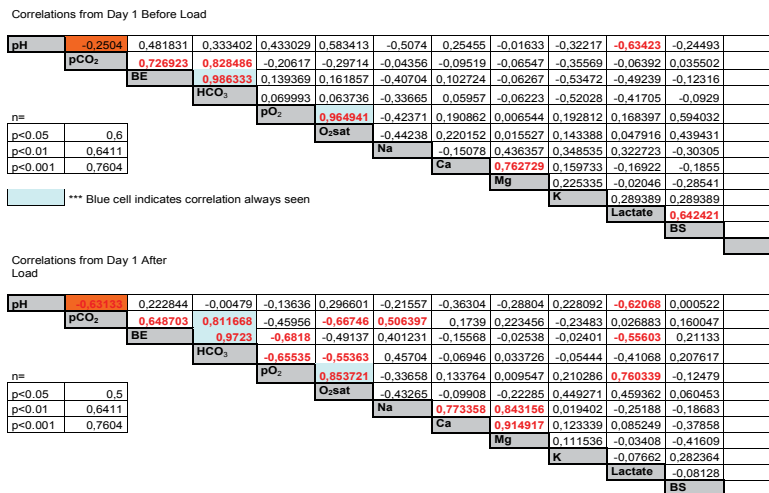 Correlations from Day 1 Before Load
pH -0,2504 0,481831 0,333402 0,433029 0,583413 -0,5074 0,25455 -0,01633 -0,32217 -0,63423 -0,24493
pCO₂ 0,726923 0,828486 -0,20617 -0,29714 -0,04356 -0,09519 -0,06547 -0,35569 -0,06392 0,035502
BE 0,986333 0,139369 0,161857 -0,40704 0,102724 -0,06267 -0,53472 -0,49239 -0,12316
HCO₃ 0,069993 0,063736 -0,33665 0,05957 -0,06223 -0,52028 -0,41705 -0,0929
n= pO₂ 0,964941 -0,42371 0,190862 0,006544 0,192812 0,168397 0,594032
p<0.05 0,6 O₂sat -0,44238 0,220152 0,015527 0,143388 0,047916 0,439431
p<0.01 0,6411 Na -0,15078 0,436357 0,348535 0,322723 -0,30305
p<0.001 0,7604 Ca 0,762729 0,159733 -0,16922 -0,1855
Mg 0,225335 -0,02046 -0,28541
*** Blue cell indicates correlation always seen K 0,289389 0,289389
Lactate 0,642421
BS
Correlations from Day 1 After
Load
pH -0,63133 0,222844 -0,00479 -0,13636 0,296601 -0,21557 -0,36304 -0,28804 0,228092 -0,62068 0,000522
pCO₂ 0,648703 0,811668 -0,45956 -0,66746 0,506397 0,1739 0,223456 -0,23483 0,026883 0,160047
BE 0,9723 -0,6818 -0,49137 0,401231 -0,15568 -0,02538 -0,02401 -0,55603 0,21133
HCO₃ -0,65535 -0,55363 0,45704 -0,06946 0,033726 -0,05444 -0,41068 0,207617
n= pO₂ 0,853721 -0,33658 0,133764 0,009547 0,210286 0,760339 -0,12479
p<0.05 0,5 O₂sat -0,43265 -0,09908 -0,22285 0,449271 0,459362 0,060453
p<0.01 0,6411 Na 0,773358 0,843156 0,019402 -0,25188 -0,18683
p<0.001 0,7604 Ca 0,914917 0,123339 0,085249 -0,37858
Mg 0,111536 -0,03408 -0,41609
K -0,07662 0,282364
Lactate -0,08128
BS